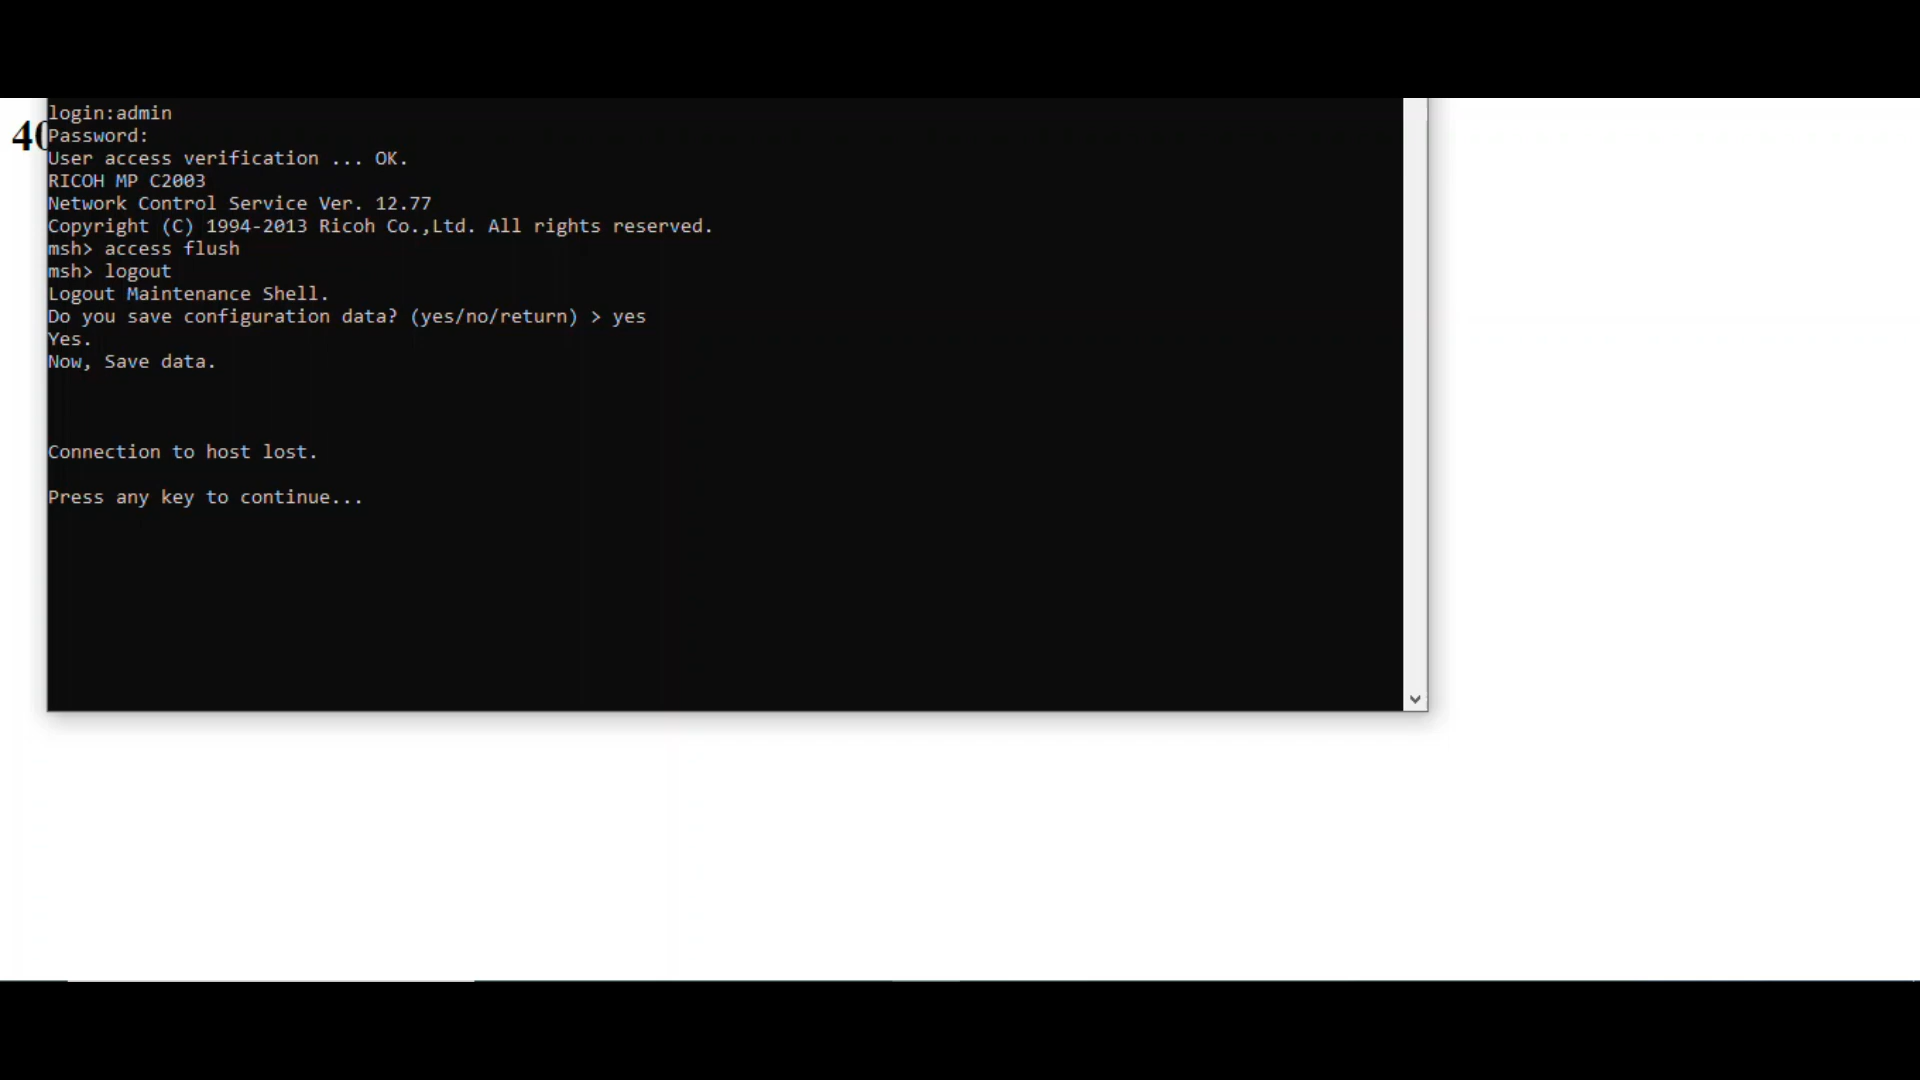 login:admin
40
Password:
User access verification ... OK.
RICOH MP C2003
Network Control Service Ver. 12.77
Copyright (C) 1994-2013 Ricoh Co.,Ltd. All rights reserved.
msh> access flush
msh> logout
Logout Maintenance Shell.
Do you save configuration data? (yes/no/return) > yes
Yes.
Now, Save data.
Connection to host lost.
Press any key to continue...